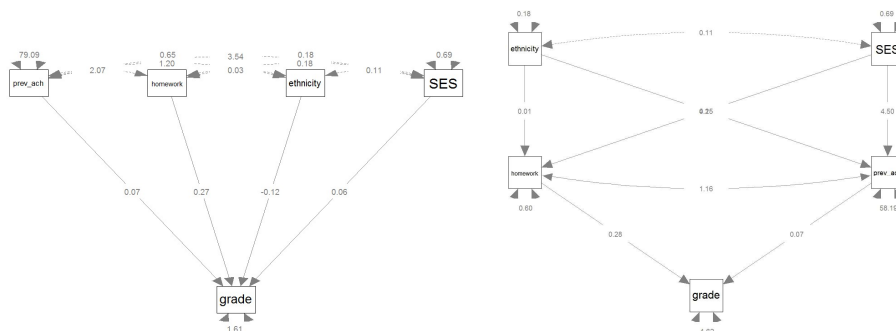 79.09
0.65
3.54
0.18
0.69
1.20
0.18
prev_ach
2.07
homework
0.03
ethnicity
0.11
SES
0.07
0.27
-0.12
0.06
grade
1.61
0.18
0.69
0.11
ethnicity
SES
0.01
4.50
homework
1.16
0.60
58.19
0.28
0.07
grade